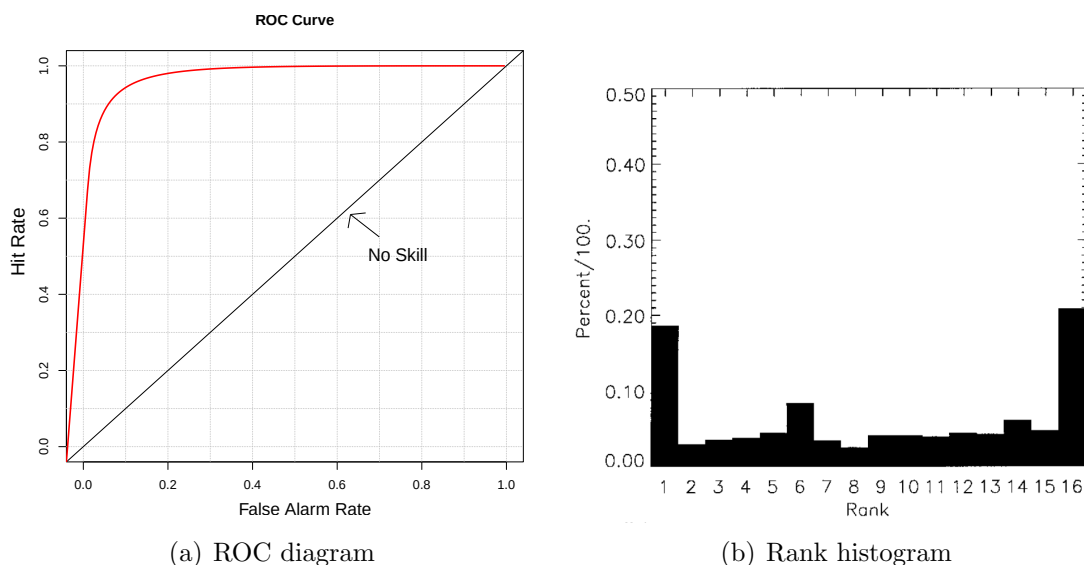 ROC Curve
Hit Rate
1.0
0.8
0.6
0.4
0.2
0.0
No Skill
0.0 0.2 0.4 0.6 0.8 1.0
False Alarm Rate
(a) ROC diagram
Percent/100.
0.50
0.40
0.30
0.20
0.10
0.00
1 2 3 4 5 6 7 8 9 10 11 12 13 14 15 16
Rank
(b) Rank histogram